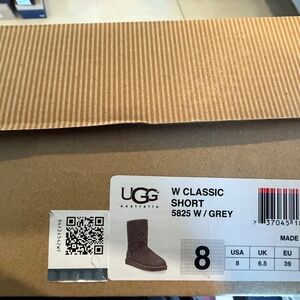 UGG
australia
W CLASSIC
SHORT
5825 W / GREY
8
USA UK EU
8 6.5 39
MADE